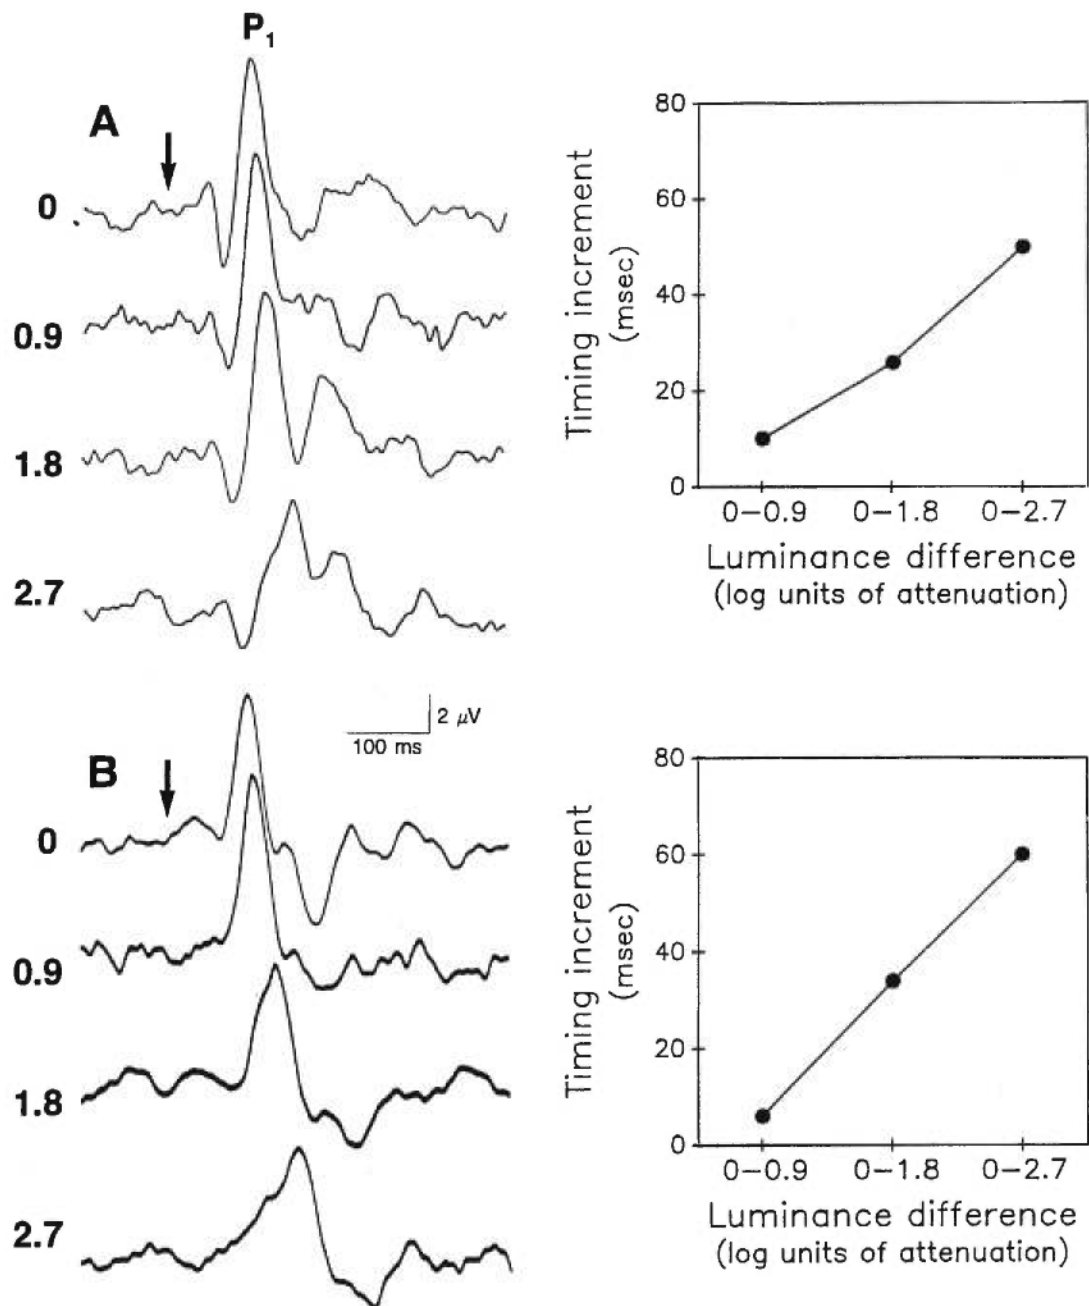 P1
A
0
0.9
1.8
2.7
80
60
40
20
0
Timing increment
(msec)
0–0.9 0–1.8 0–2.7
Luminance difference
(log units of attenuation)
2 μV
100 ms
B
0
0.9
1.8
2.7
80
60
40
20
0
Timing increment
(msec)
0–0.9 0–1.8 0–2.7
Luminance difference
(log units of attenuation)